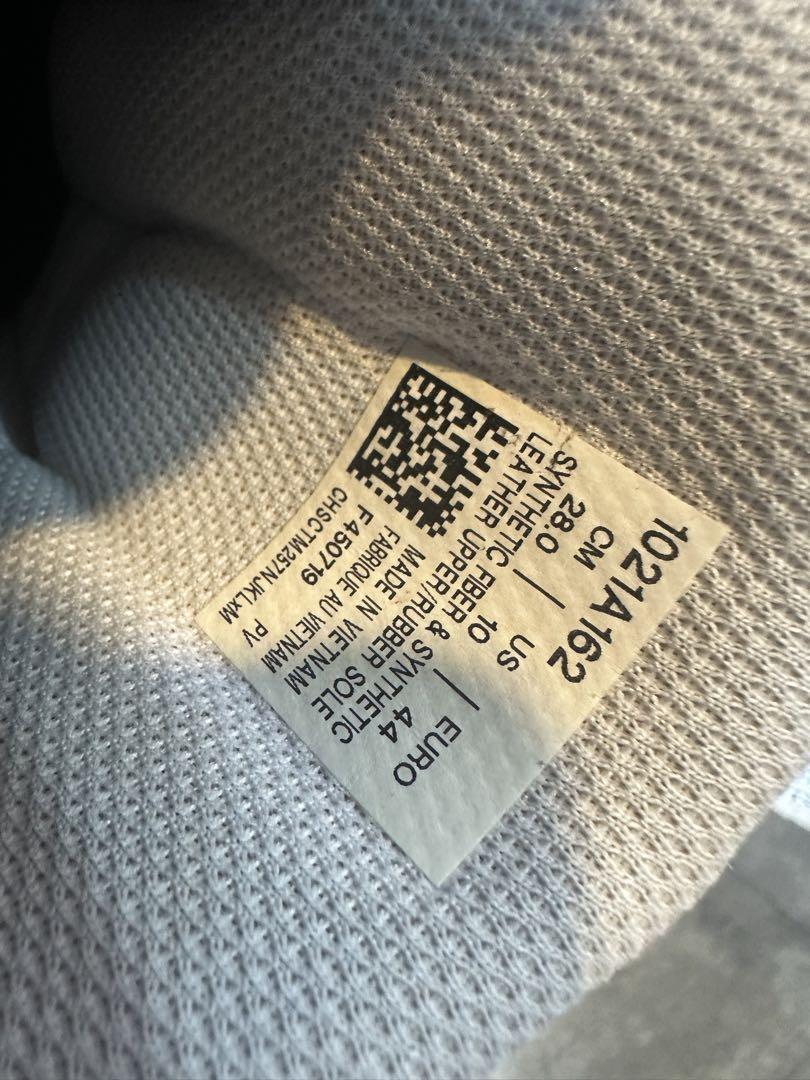 1021A162
CM | US | EURO
28.0 10 44
SYNTHETIC FIBER & SYNTHETIC
LEATHER UPPER/RUBBER SOLE
MADE IN VIETNAM
FABRIQUE AU VIETNAM
F450719 PV
CHSCTM257NJKLxM